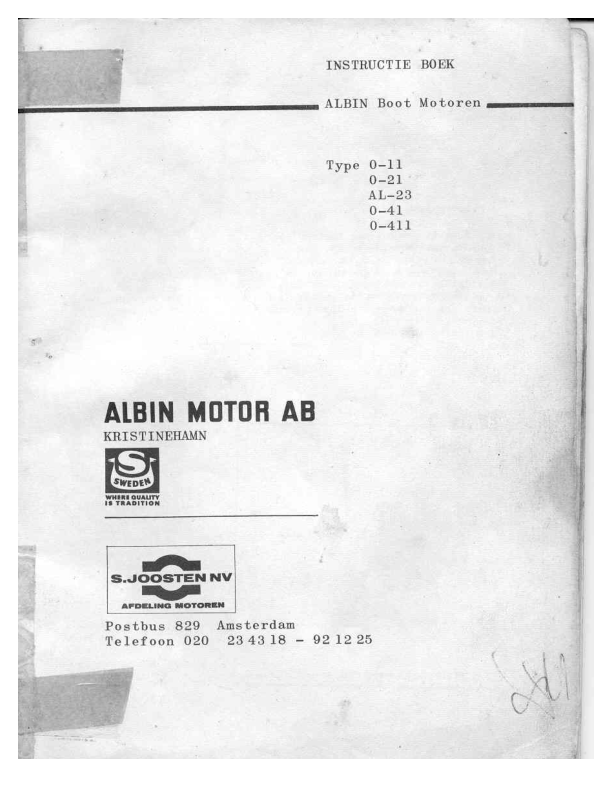 INSTRUCTIE BOEK
ALBIN Boot Motoren
Type 0-11
0-21
AL-23
0-41
0-411
ALBIN MOTOR AB
KRISTINEHAMN
S
SWEDEN
WHERE QUALITY
IS TRADITION
S.JOOSTEN NV
AFDELING MOTOREN
Postbus 829 Amsterdam
Telefoon 020 23 43 18 - 92 12 25